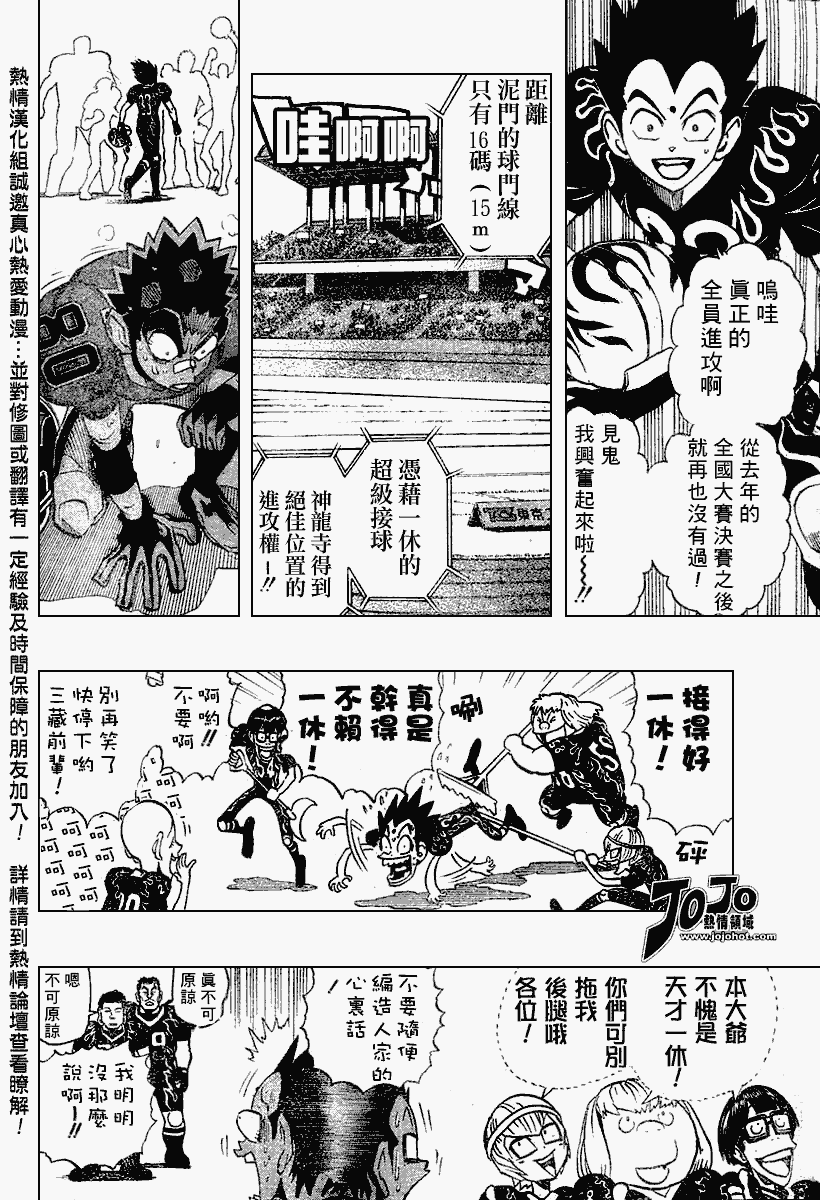 嗚哇
真正的
全員進攻啊
從去年的
全國大賽決賽之後
就再也沒有過！
見鬼
我興奮起來啦～～!!
距離
泥門的球門線
只有16碼（15m）
哇啊啊
憑藉一休的
超級接球
神龍寺得到
絕佳位置的
進攻權─!!
80
接得好
一休！
唰
砰
真是
幹得
不賴
一休！
啊喲!!
不要啊
別再笑了
快停下喲
三藏前輩！
呵呵
呵呵
呵呵
呵呵
呵呵
JOJO
熱情領域
www.jojohot.com
本大爺
不愧是
天才一休！
你們可別
拖我
後腿哦
各位！
不要隨便
編造人家的
心裏話
我明明
沒那麼
說啊─!!
真不可
原諒
嗯
不可原諒
熱情漢化組誠邀真心熱愛動漫…並對修圖或翻譯有一定經驗及時間保障的朋友加入！　詳情請到熱情論壇查看瞭解！